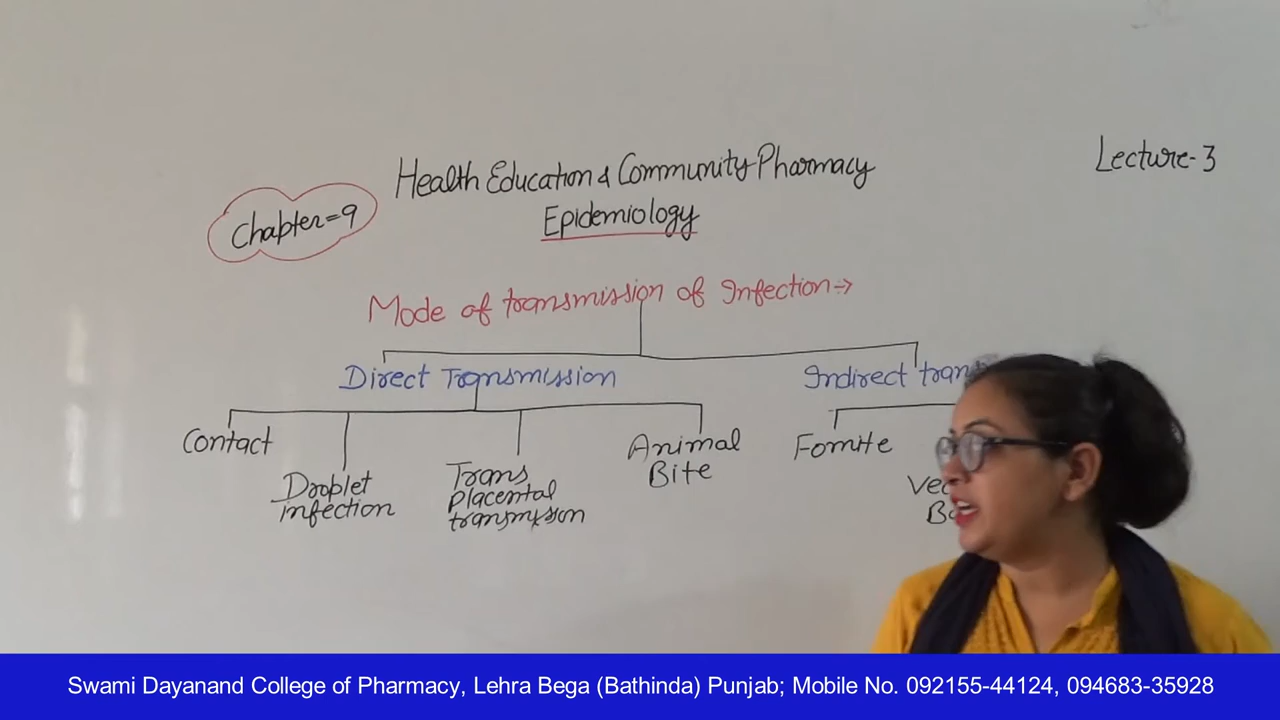 Lecture-3
Health Education & Community Pharmacy
Chapter=9
Epidemiology
Mode of transmission of Infection→
Direct Transmission
Indirect
Contact
Droplet
infection
Trans
placental
transmission
Animal
Bite
Fomite
Swami Dayanand College of Pharmacy, Lehra Bega (Bathinda) Punjab; Mobile No. 092155-44124, 094683-35928